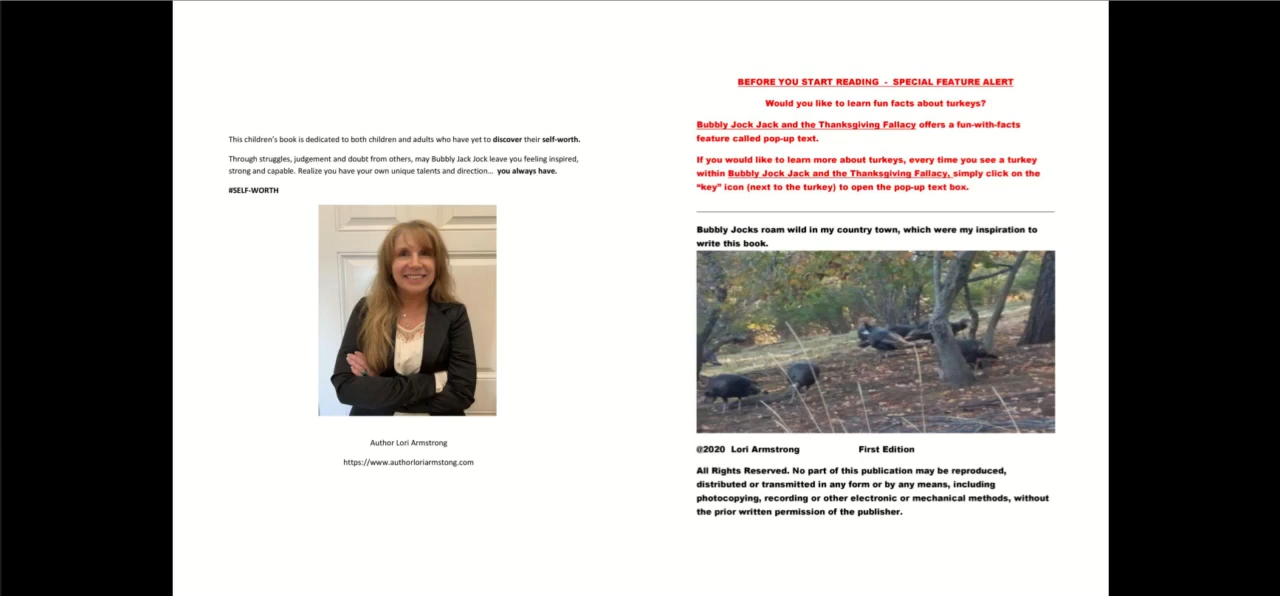 This children's book is dedicated to both children and adults who have yet to discover their self-worth.
Through struggles, judgement and doubt from others, may Bubbly Jack Jock leave you feeling inspired,
strong and capable. Realize you have your own unique talents and direction... you always have.
#SELF-WORTH
Author Lori Armstrong
https://www.authorloriarmstong.com
BEFORE YOU START READING - SPECIAL FEATURE ALERT
Would you like to learn fun facts about turkeys?
Bubbly Jock Jack and the Thanksgiving Fallacy offers a fun-with-facts
feature called pop-up text.
If you would like to learn more about turkeys, every time you see a turkey
within Bubbly Jock Jack and the Thanksgiving Fallacy, simply click on the
"key" icon (next to the turkey) to open the pop-up text box.
Bubbly Jocks roam wild in my country town, which were my inspiration to
write this book.
@2020 Lori Armstrong First Edition
All Rights Reserved. No part of this publication may be reproduced,
distributed or transmitted in any form or by any means, including
photocopying, recording or other electronic or mechanical methods, without
the prior written permission of the publisher.